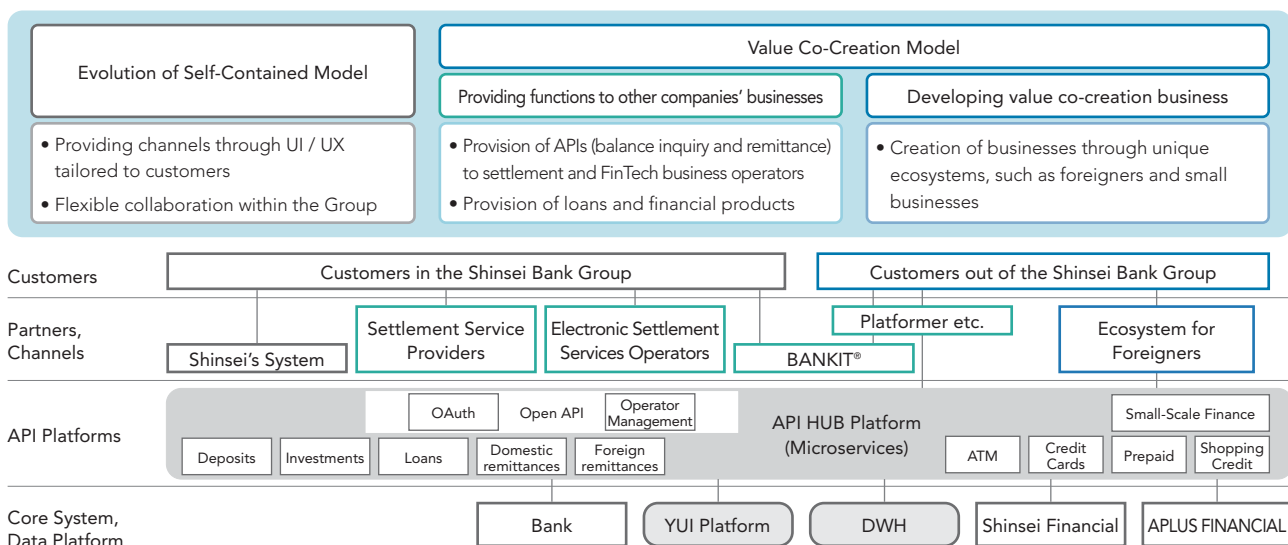 Evolution of Self-Contained Model
• Providing channels through UI / UX
tailored to customers
• Flexible collaboration within the Group
Value Co-Creation Model
Providing functions to other companies' businesses
• Provision of APIs (balance inquiry and remittance)
to settlement and FinTech business operators
• Provision of loans and financial products
Developing value co-creation business
• Creation of businesses through unique
ecosystems, such as foreigners and small
businesses
Customers
Customers in the Shinsei Bank Group
Customers out of the Shinsei Bank Group
Partners,
Channels
Shinsei's System
Settlement Service
Providers
Electronic Settlement
Services Operators
BANKIT®
Platformer etc.
Ecosystem for
Foreigners
API Platforms
OAuth
Open API
Operator
Management
Deposits
Investments
Loans
Domestic
remittances
Foreign
remittances
API HUB Platform
(Microservices)
Small-Scale Finance
ATM
Credit
Cards
Prepaid
Shopping
Credit
Core System,
Data Platform
Bank
YUI Platform
DWH
Shinsei Financial
APLUS FINANCIAL